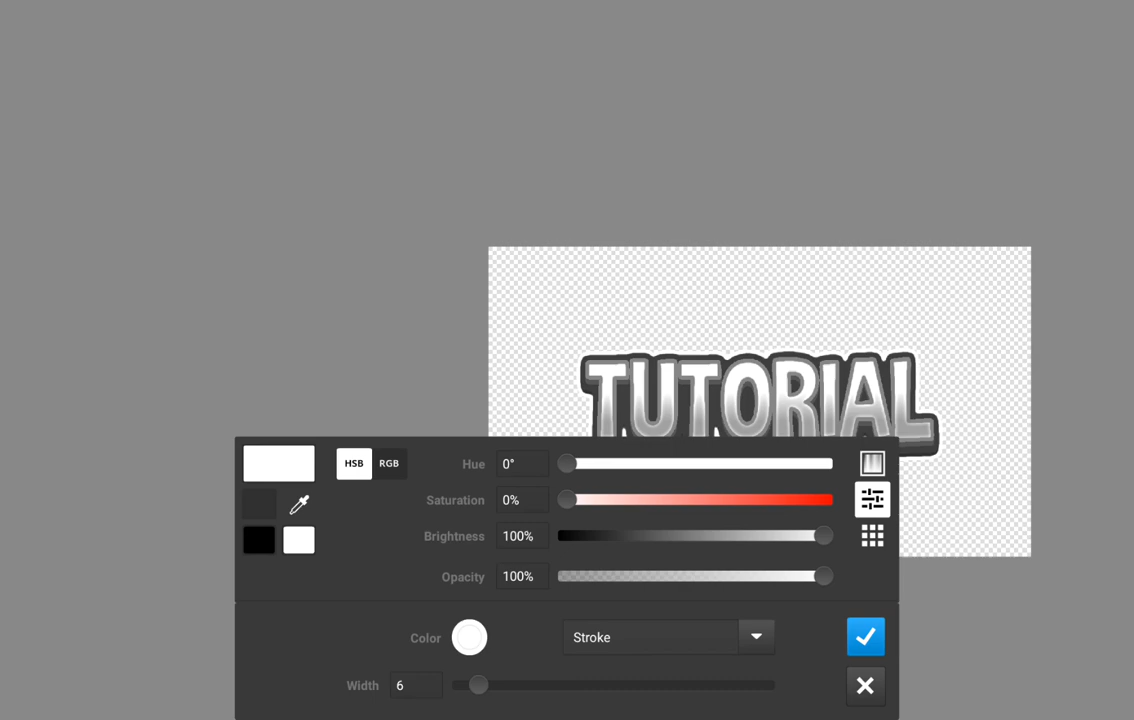 TUTORIAL
HSB RGB Hue 0°
Saturation 0%
Brightness 100%
Opacity 100%
Color Stroke
Width 6